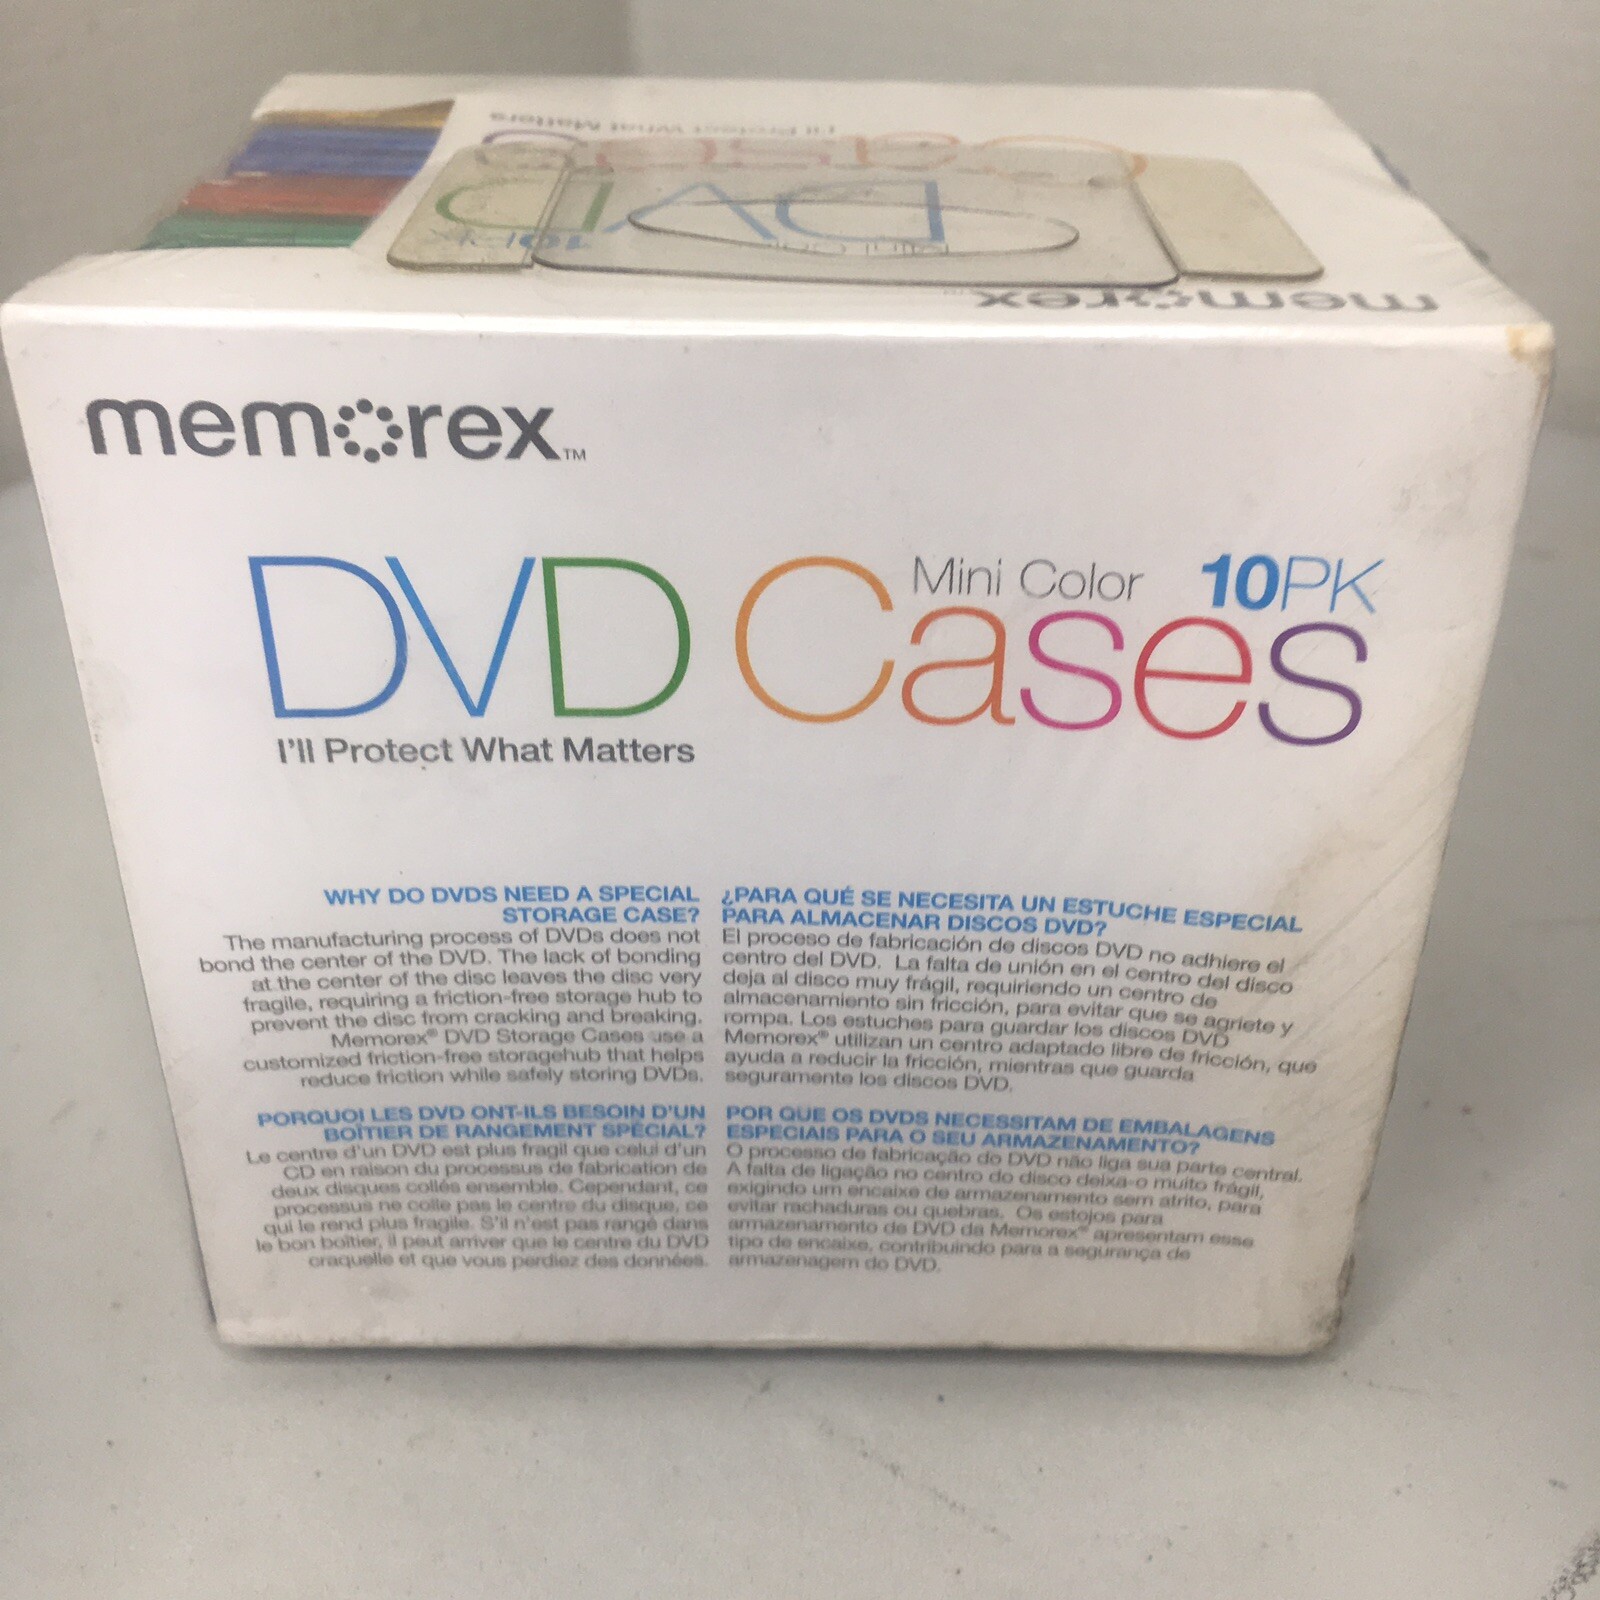 I'll Protect What Matters
Cases
DVD
10PK
Mini Color
memorex
memorex™
DVD Cases
Mini Color 10PK
I'll Protect What Matters
WHY DO DVDS NEED A SPECIAL
STORAGE CASE?
The manufacturing process of DVDs does not
bond the center of the DVD. The lack of bonding
at the center of the disc leaves the disc very
fragile, requiring a friction-free storage hub to
prevent the disc from cracking and breaking.
Memorex® DVD Storage Cases use a
customized friction-free storagehub that helps
reduce friction while safely storing DVDs.
¿PARA QUÉ SE NECESITA UN ESTUCHE ESPECIAL
PARA ALMACENAR DISCOS DVD?
El proceso de fabricación de discos DVD no adhiere el
centro del DVD. La falta de unión en el centro del disco
deja al disco muy frágil, requiriendo un centro de
almacenamiento sin fricción, para evitar que se agriete y
rompa. Los estuches para guardar los discos DVD
Memorex® utilizan un centro adaptado libre de fricción, que
ayuda a reducir la fricción, mientras que guarda
seguramente los discos DVD.
PORQUOI LES DVD ONT-ILS BESOIN D'UN
BOÎTIER DE RANGEMENT SPÉCIAL?
Le centre d'un DVD est plus fragil que celui d'un
CD en raison du processus de fabrication de
deux disques collés ensemble. Cependant, ce
processus ne colle pas le centre du disque, ce
qui le rend plus fragile. S'il n'est pas rangé dans
le bon boîtier, il peut arriver que le centre du DVD
craquelle et que vous perdiez des données.
POR QUE OS DVDS NECESSITAM DE EMBALAGENS
ESPECIAIS PARA O SEU ARMAZENAMENTO?
O processo de fabricação do DVD não liga sua parte central.
A falta de ligação no centro do disco deixa-o muito frágil,
exigindo um encaixe de armazenamento sem atrito, para
evitar rachaduras ou quebras. Os estojos para
armazenamento de DVD da Memorex® apresentam esse
tipo de encaixe, contribuindo para a segurança de
armazenagem do DVD.